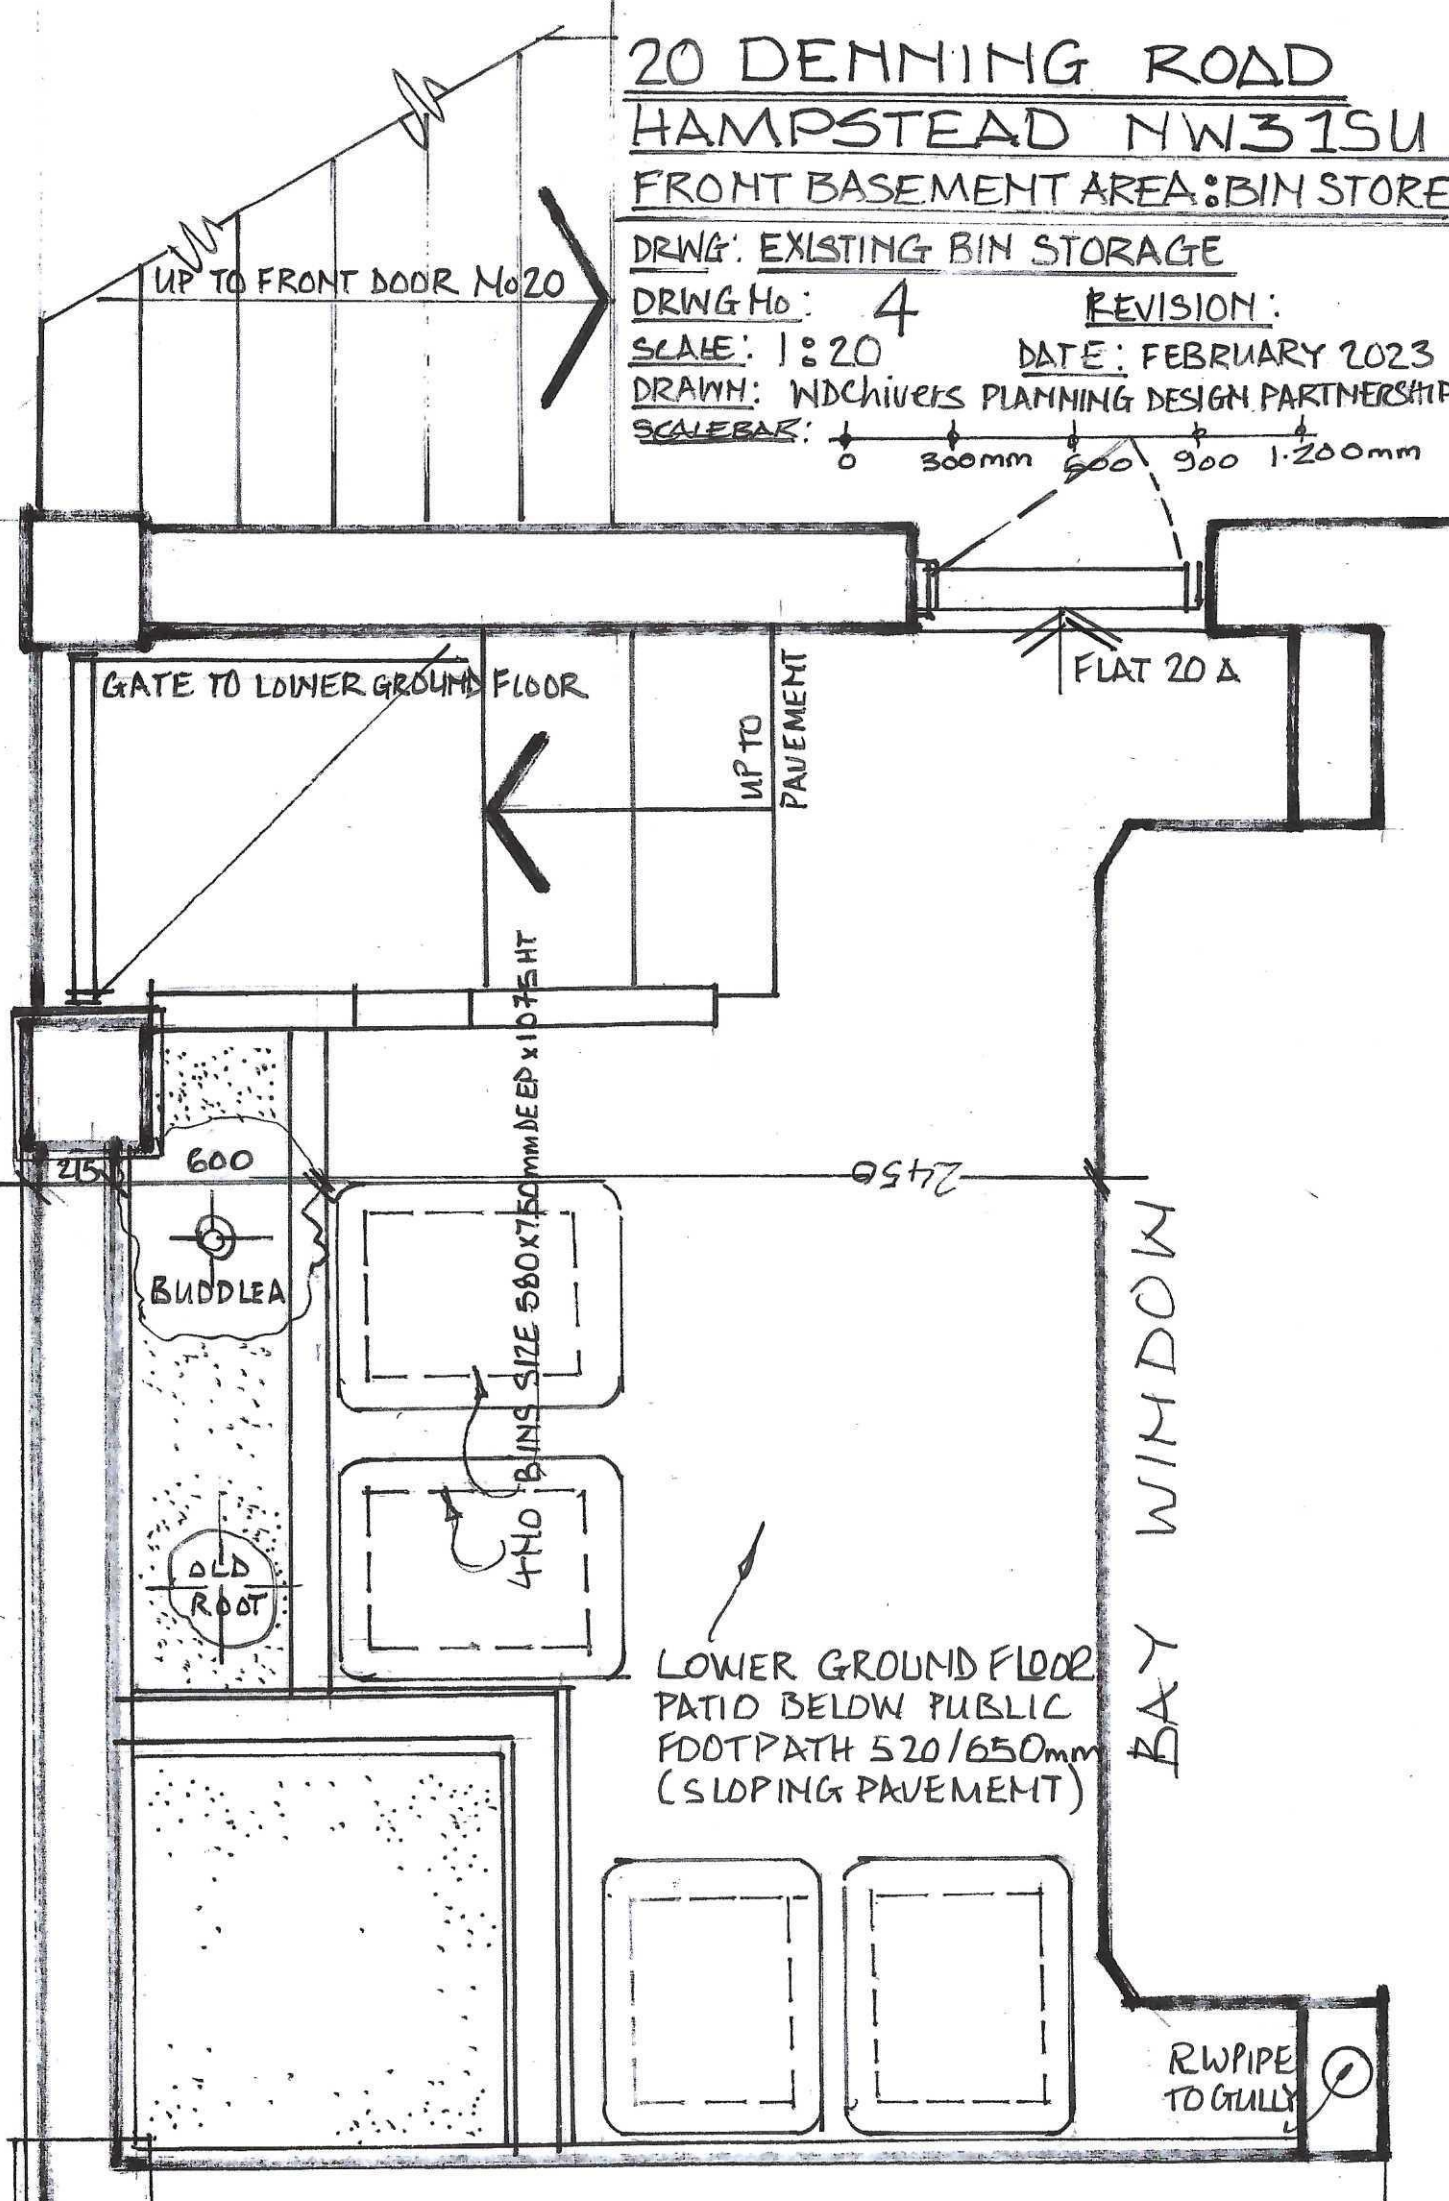 20 DENNING ROAD
HAMPSTEAD NW3 1SU
FRONT BASEMENT AREA: BIN STORE
DRWG: EXISTING BIN STORAGE
DRWG No: 4 REVISION:
SCALE: 1:20 DATE: FEBRUARY 2023
DRAWN: WDChivers PLANNING DESIGN PARTNERSHIP
SCALEBAR:
0 300mm 600 900 1·200mm
UP TO FRONT DOOR No 20
GATE TO LOWER GROUND FLOOR
FLAT 20 A
UP TO
PAVEMENT
4NO BINS SIZE 580x750mm DEEP x 1075 HT
215
600
2450
BUDDLEA
OLD
ROOT
BAY WINDOW
LOWER GROUND FLOOR
PATIO BELOW PUBLIC
FOOTPATH 520/650mm
(SLOPING PAVEMENT)
RWPIPE
TO GULLY